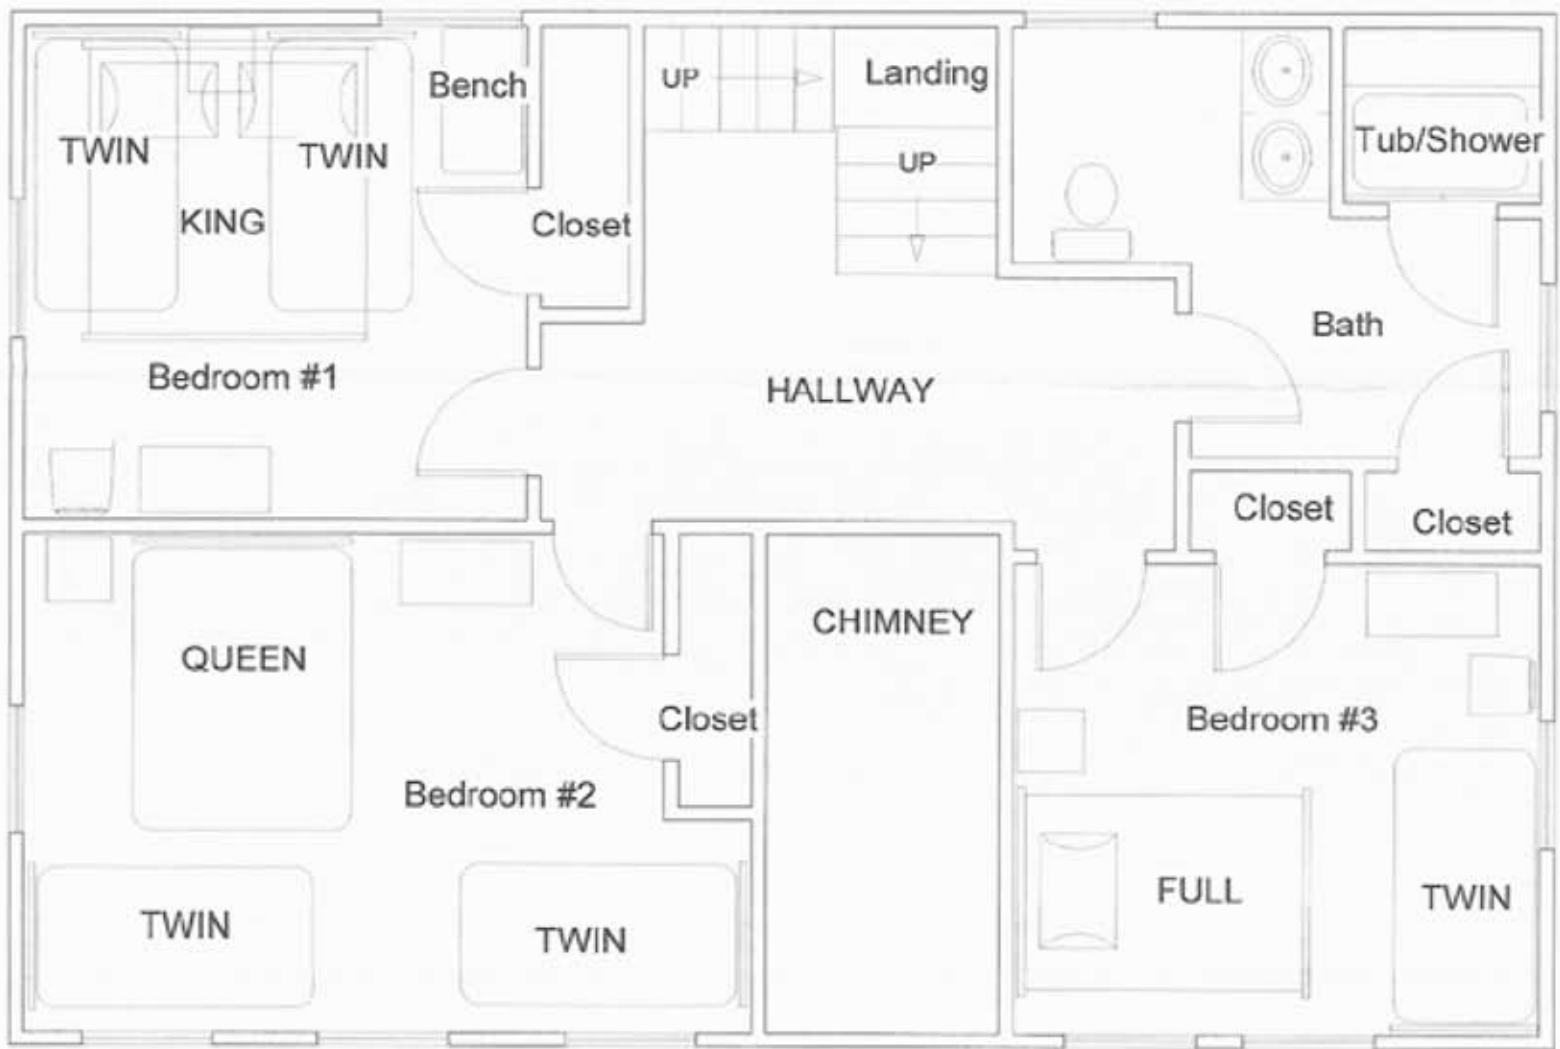 UP
Landing
Bench
TWIN
TWIN
Tub/Shower
UP
KING
Closet
Bath
Bedroom #1
HALLWAY
Closet
Closet
CHIMNEY
QUEEN
Closet
Bedroom #3
Bedroom #2
FULL
TWIN
TWIN
TWIN